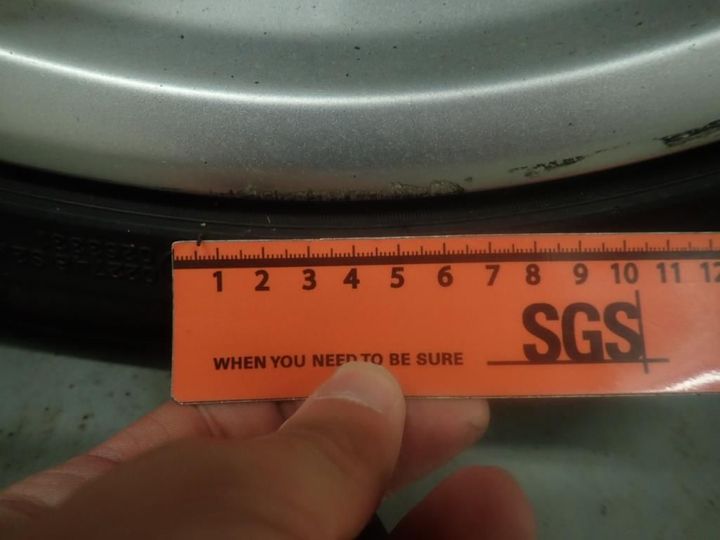 1 2 3 4 5 6 7 8 9 10 11 12
SGS
WHEN YOU NEED TO BE SURE